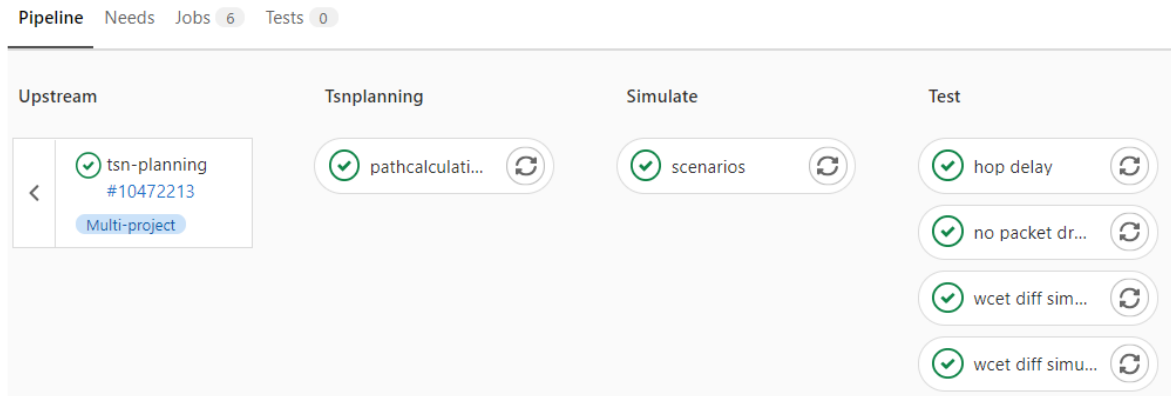 Pipeline Needs Jobs 6 Tests 0
Upstream
tsn-planning
#10472213
Multi-project
Tsnplanning
pathcalculati...
Simulate
scenarios
Test
hop delay
no packet dr...
wcet diff sim...
wcet diff simu...